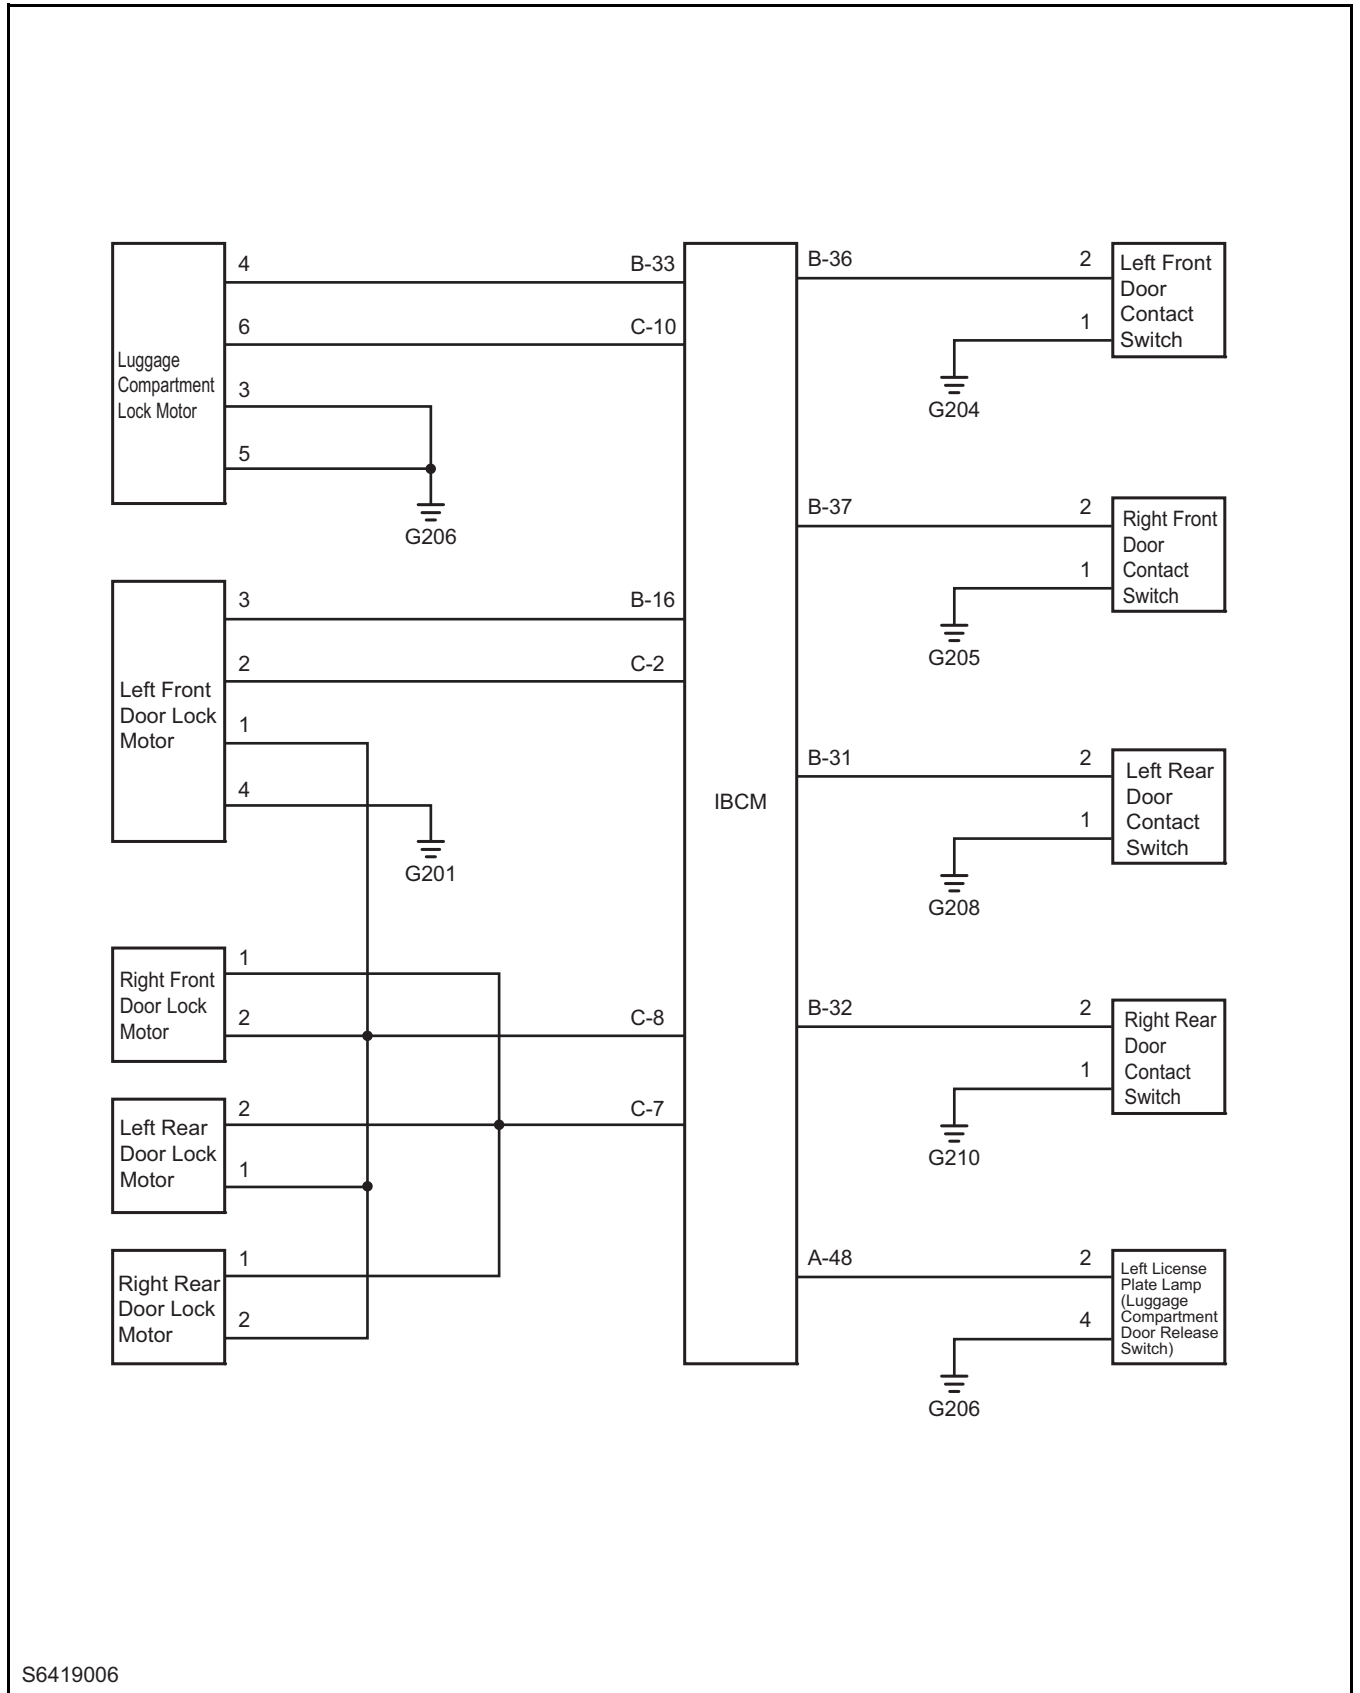 4
B-33
6
C-10
Luggage
Compartment
Lock Motor
3
5
G206
3
B-16
2
C-2
Left Front
Door Lock
Motor
1
4
G201
1
Right Front
Door Lock
Motor
2
C-8
2
C-7
Left Rear
Door Lock
Motor
1
1
Right Rear
Door Lock
Motor
2
IBCM
B-36
2
Left Front
Door
Contact
Switch
1
G204
B-37
2
Right Front
Door
Contact
Switch
1
G205
B-31
2
Left Rear
Door
Contact
Switch
1
G208
B-32
2
Right Rear
Door
Contact
Switch
1
G210
A-48
2
Left License
Plate Lamp
(Luggage
Compartment
Door Release
Switch)
4
G206
S6419006